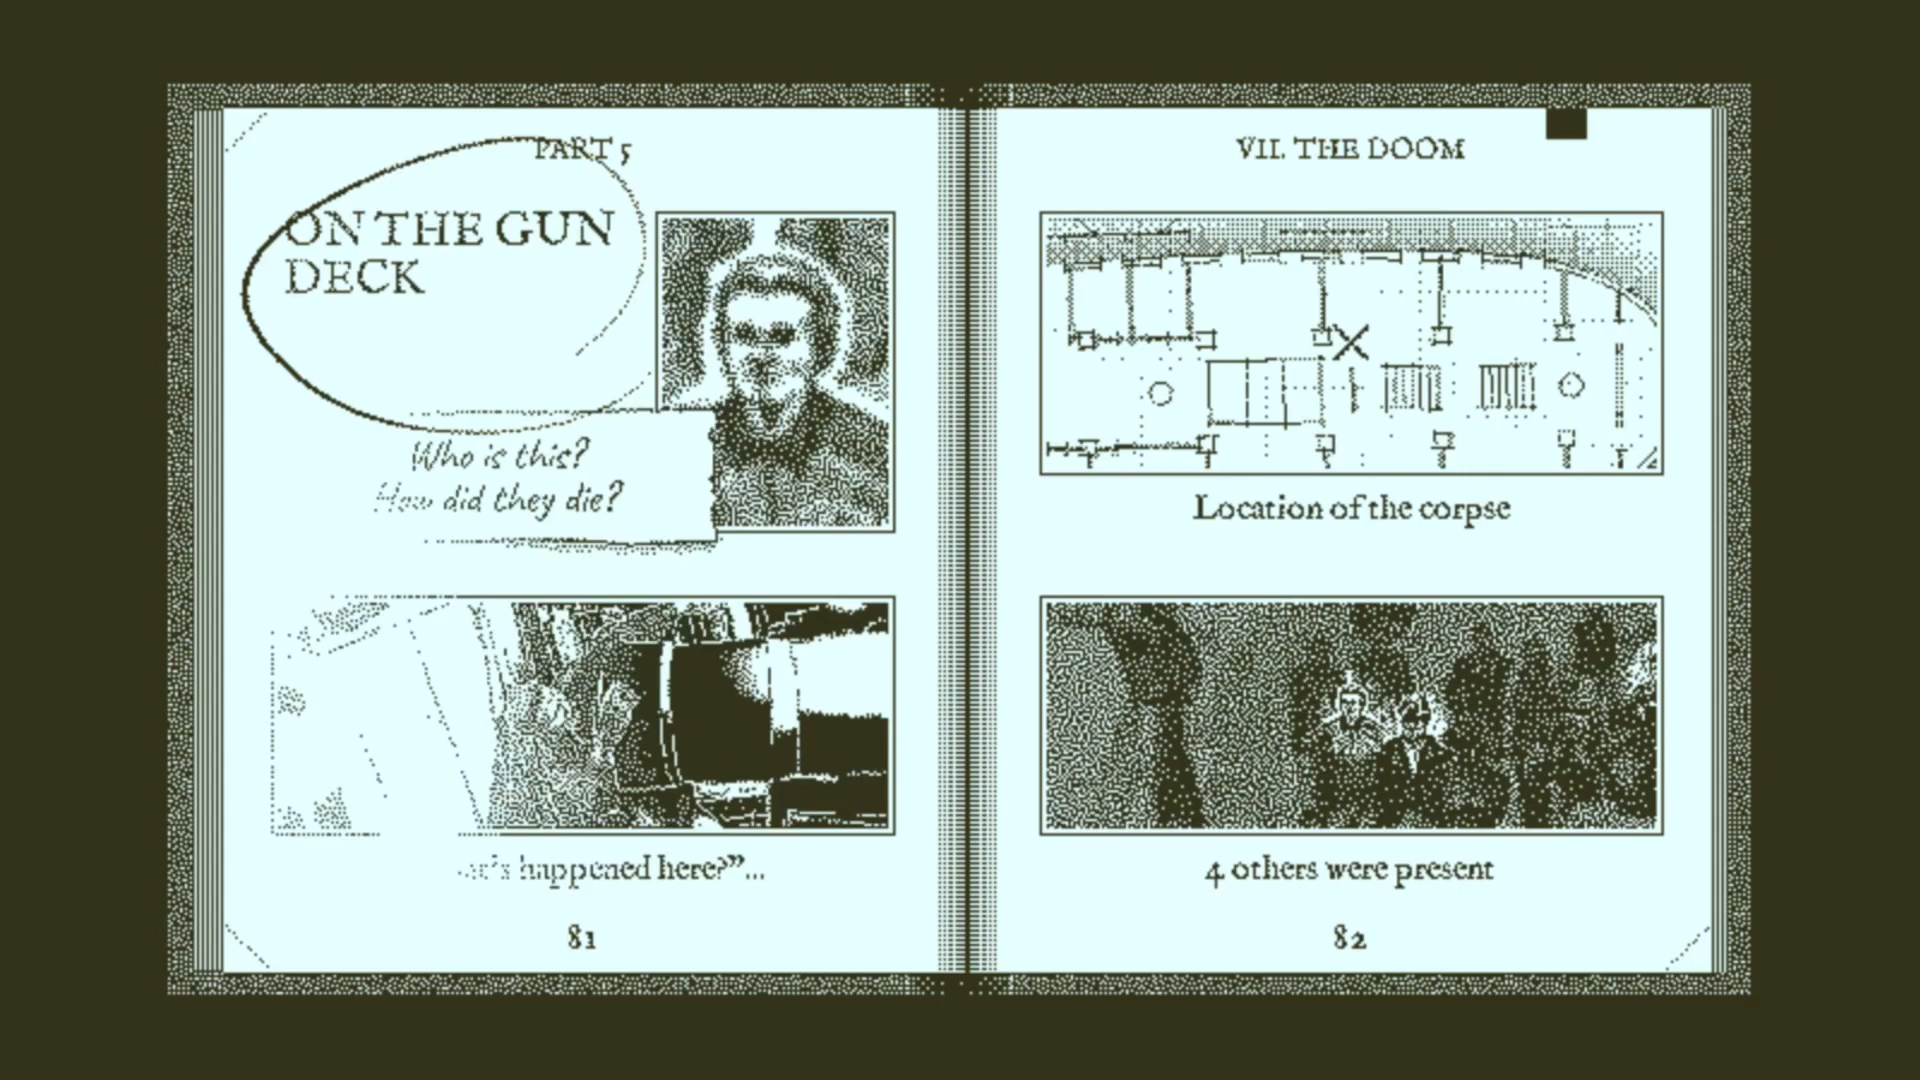 PART 5
ON THE GUN
DECK
Who is this?
How did they die?
happened here?”...
81
VII. THE DOOM
Location of the corpse
4 others were present
82